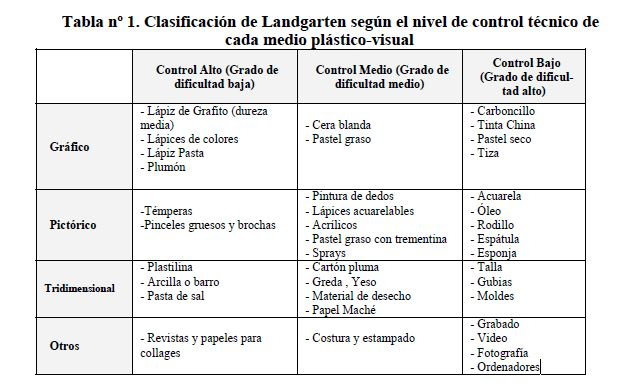 Tabla nº 1. Clasificación de Landgarten según el nivel de control técnico de
cada medio plástico-visual
Control Alto (Grado de
dificultad baja)
Control Medio (Grado de
dificultad medio)
Control Bajo
(Grado de dificul-
tad alto)
Gráfico
- Lápiz de Grafito (dureza
media)
- Lápices de colores
- Lápiz Pasta
- Plumón
- Cera blanda
- Pastel graso
- Carboncillo
- Tinta China
- Pastel seco
- Tiza
Pictórico
-Témperas
-Pinceles gruesos y brochas
- Pintura de dedos
- Lápices acuarelables
- Acrílicos
- Pastel graso con trementina
- Sprays
- Acuarela
- Óleo
- Rodillo
- Espátula
- Esponja
Tridimensional
- Plastilina
- Arcilla o barro
- Pasta de sal
- Cartón pluma
- Greda , Yeso
- Material de desecho
- Papel Maché
- Talla
- Gubias
- Moldes
Otros
- Revistas y papeles para
collages
- Costura y estampado
- Grabado
- Video
- Fotografía
- Ordenadores